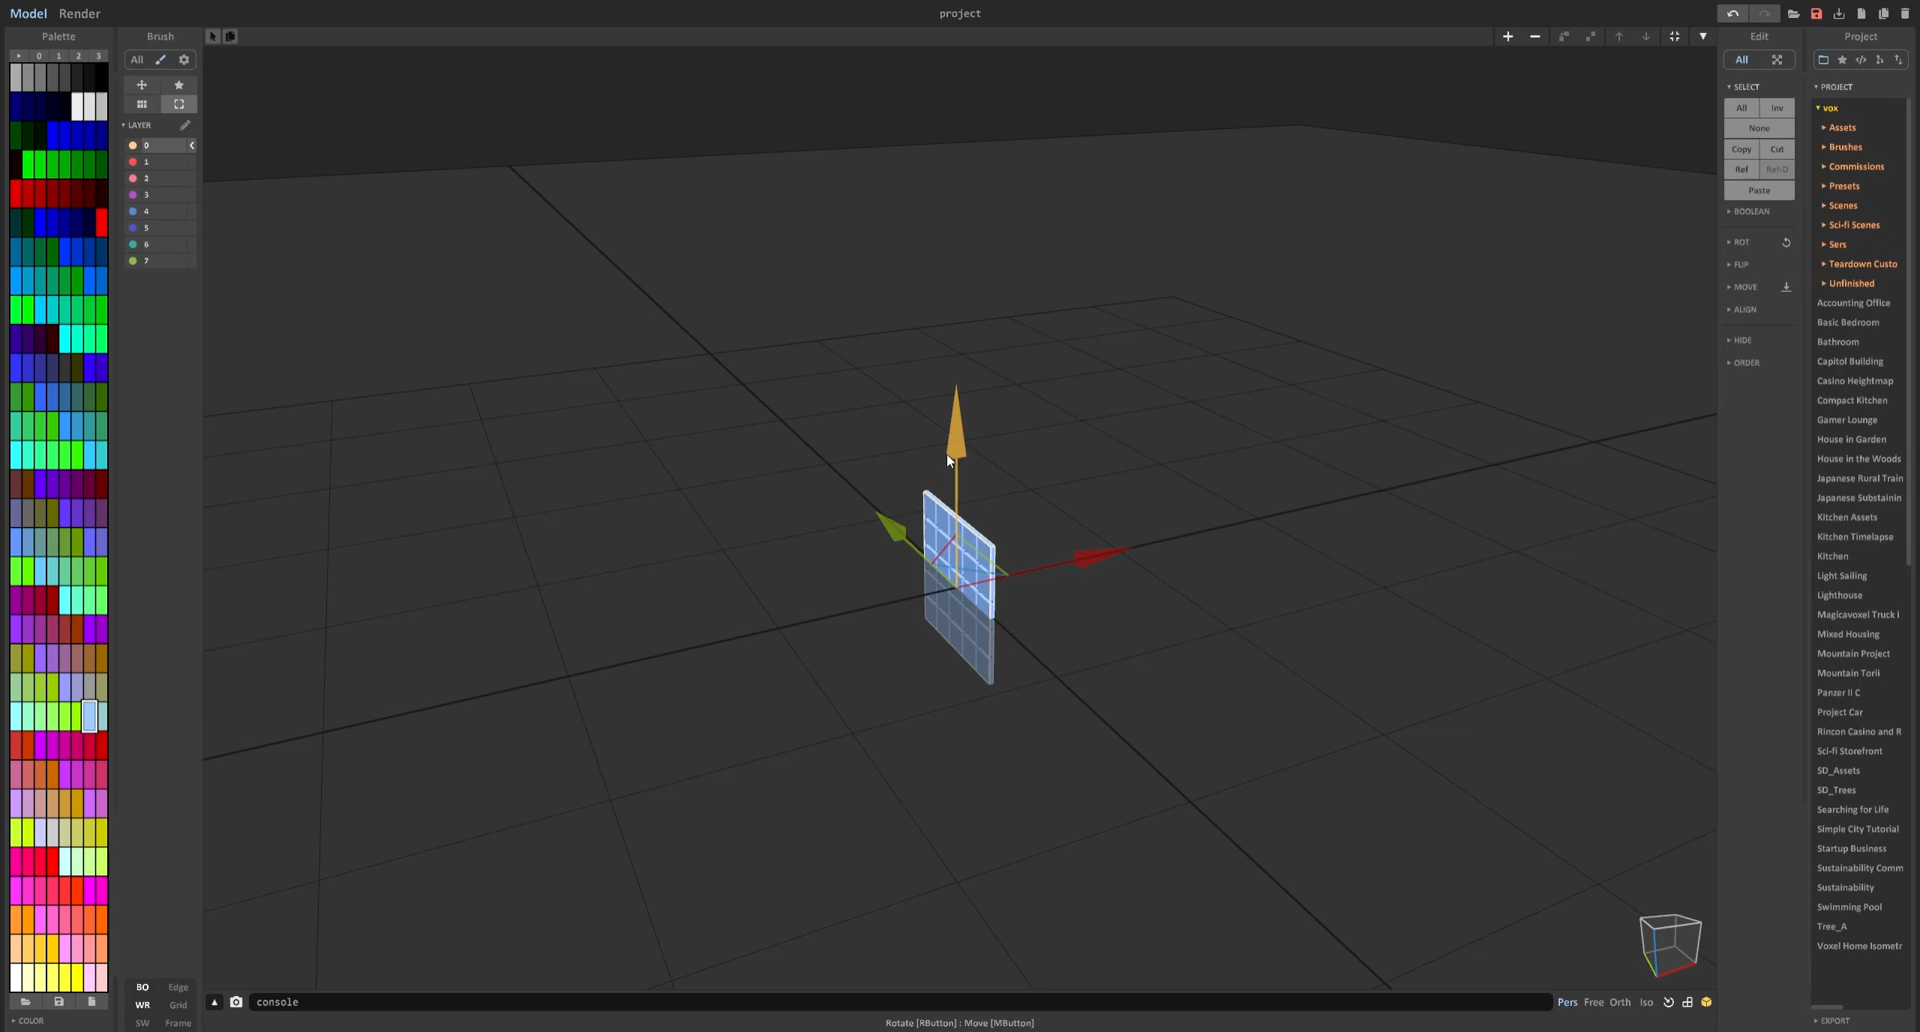 Model Render
project
Palette
Brush
Edit
Project
0 1 2 3
All
All
SELECT
All Inv
None
Copy Cut
Ref Ref-D
Paste
BOOLEAN
ROT
FLIP
MOVE
ALIGN
HIDE
ORDER
LAYER
0
1
2
3
4
5
6
7
PROJECT
vox
Assets
Brushes
Commissions
Presets
Scenes
Sci-fi Scenes
Sers
Teardown Custo
Unfinished
Accounting Office
Basic Bedroom
Bathroom
Capitol Building
Casino Heightmap
Compact Kitchen
Gamer Lounge
House in Garden
House in the Woods
Japanese Rural Train
Japanese Substainin
Kitchen Assets
Kitchen Timelapse
Kitchen
Light Sailing
Lighthouse
Magicavoxel Truck i
Mixed Housing
Mountain Project
Mountain Torii
Panzer II C
Project Car
Rincon Casino and R
Sci-fi Storefront
SD_Assets
SD_Trees
Searching for Life
Simple City Tutorial
Startup Business
Sustainability Comm
Sustainability
Swimming Pool
Tree_A
Voxel Home Isometr
BO Edge
WR Grid
SW Frame
COLOR
console
Pers Free Orth Iso
Rotate [RButton] : Move [MButton]
EXPORT